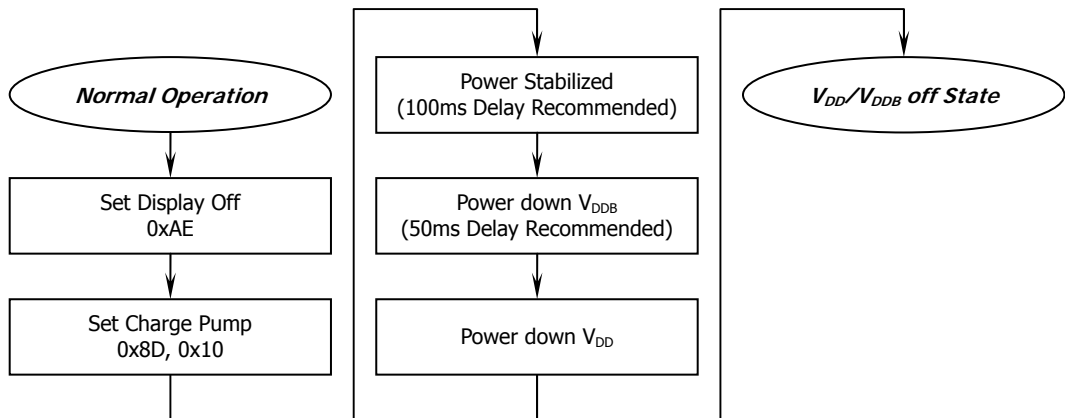 Normal Operation
Set Display Off
0xAE
Set Charge Pump
0x8D, 0x10
Power Stabilized
(100ms Delay Recommended)
Power down VDDB
(50ms Delay Recommended)
Power down VDD
VDD/VDDB off State